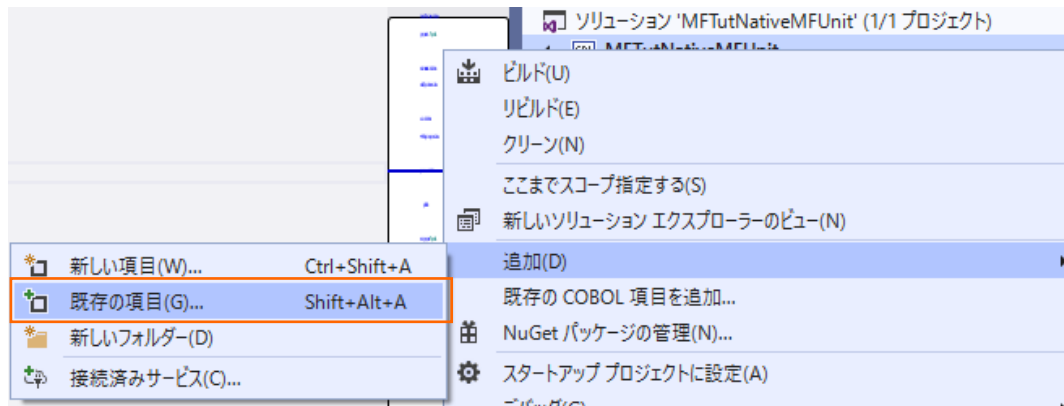 ソリューション 'MFTutNativeMFUnit' (1/1 プロジェクト)
MFTutNativeMFUnit
ビルド(U)
リビルド(E)
クリーン(N)
ここまでスコープ指定する(S)
新しいソリューション エクスプローラーのビュー(N)
追加(D)
既存の COBOL 項目を追加...
NuGet パッケージの管理(N)...
スタートアップ プロジェクトに設定(A)
デバッグ(G)
新しい項目(W)... Ctrl+Shift+A
既存の項目(G)... Shift+Alt+A
新しいフォルダー(D)
接続済みサービス(C)...